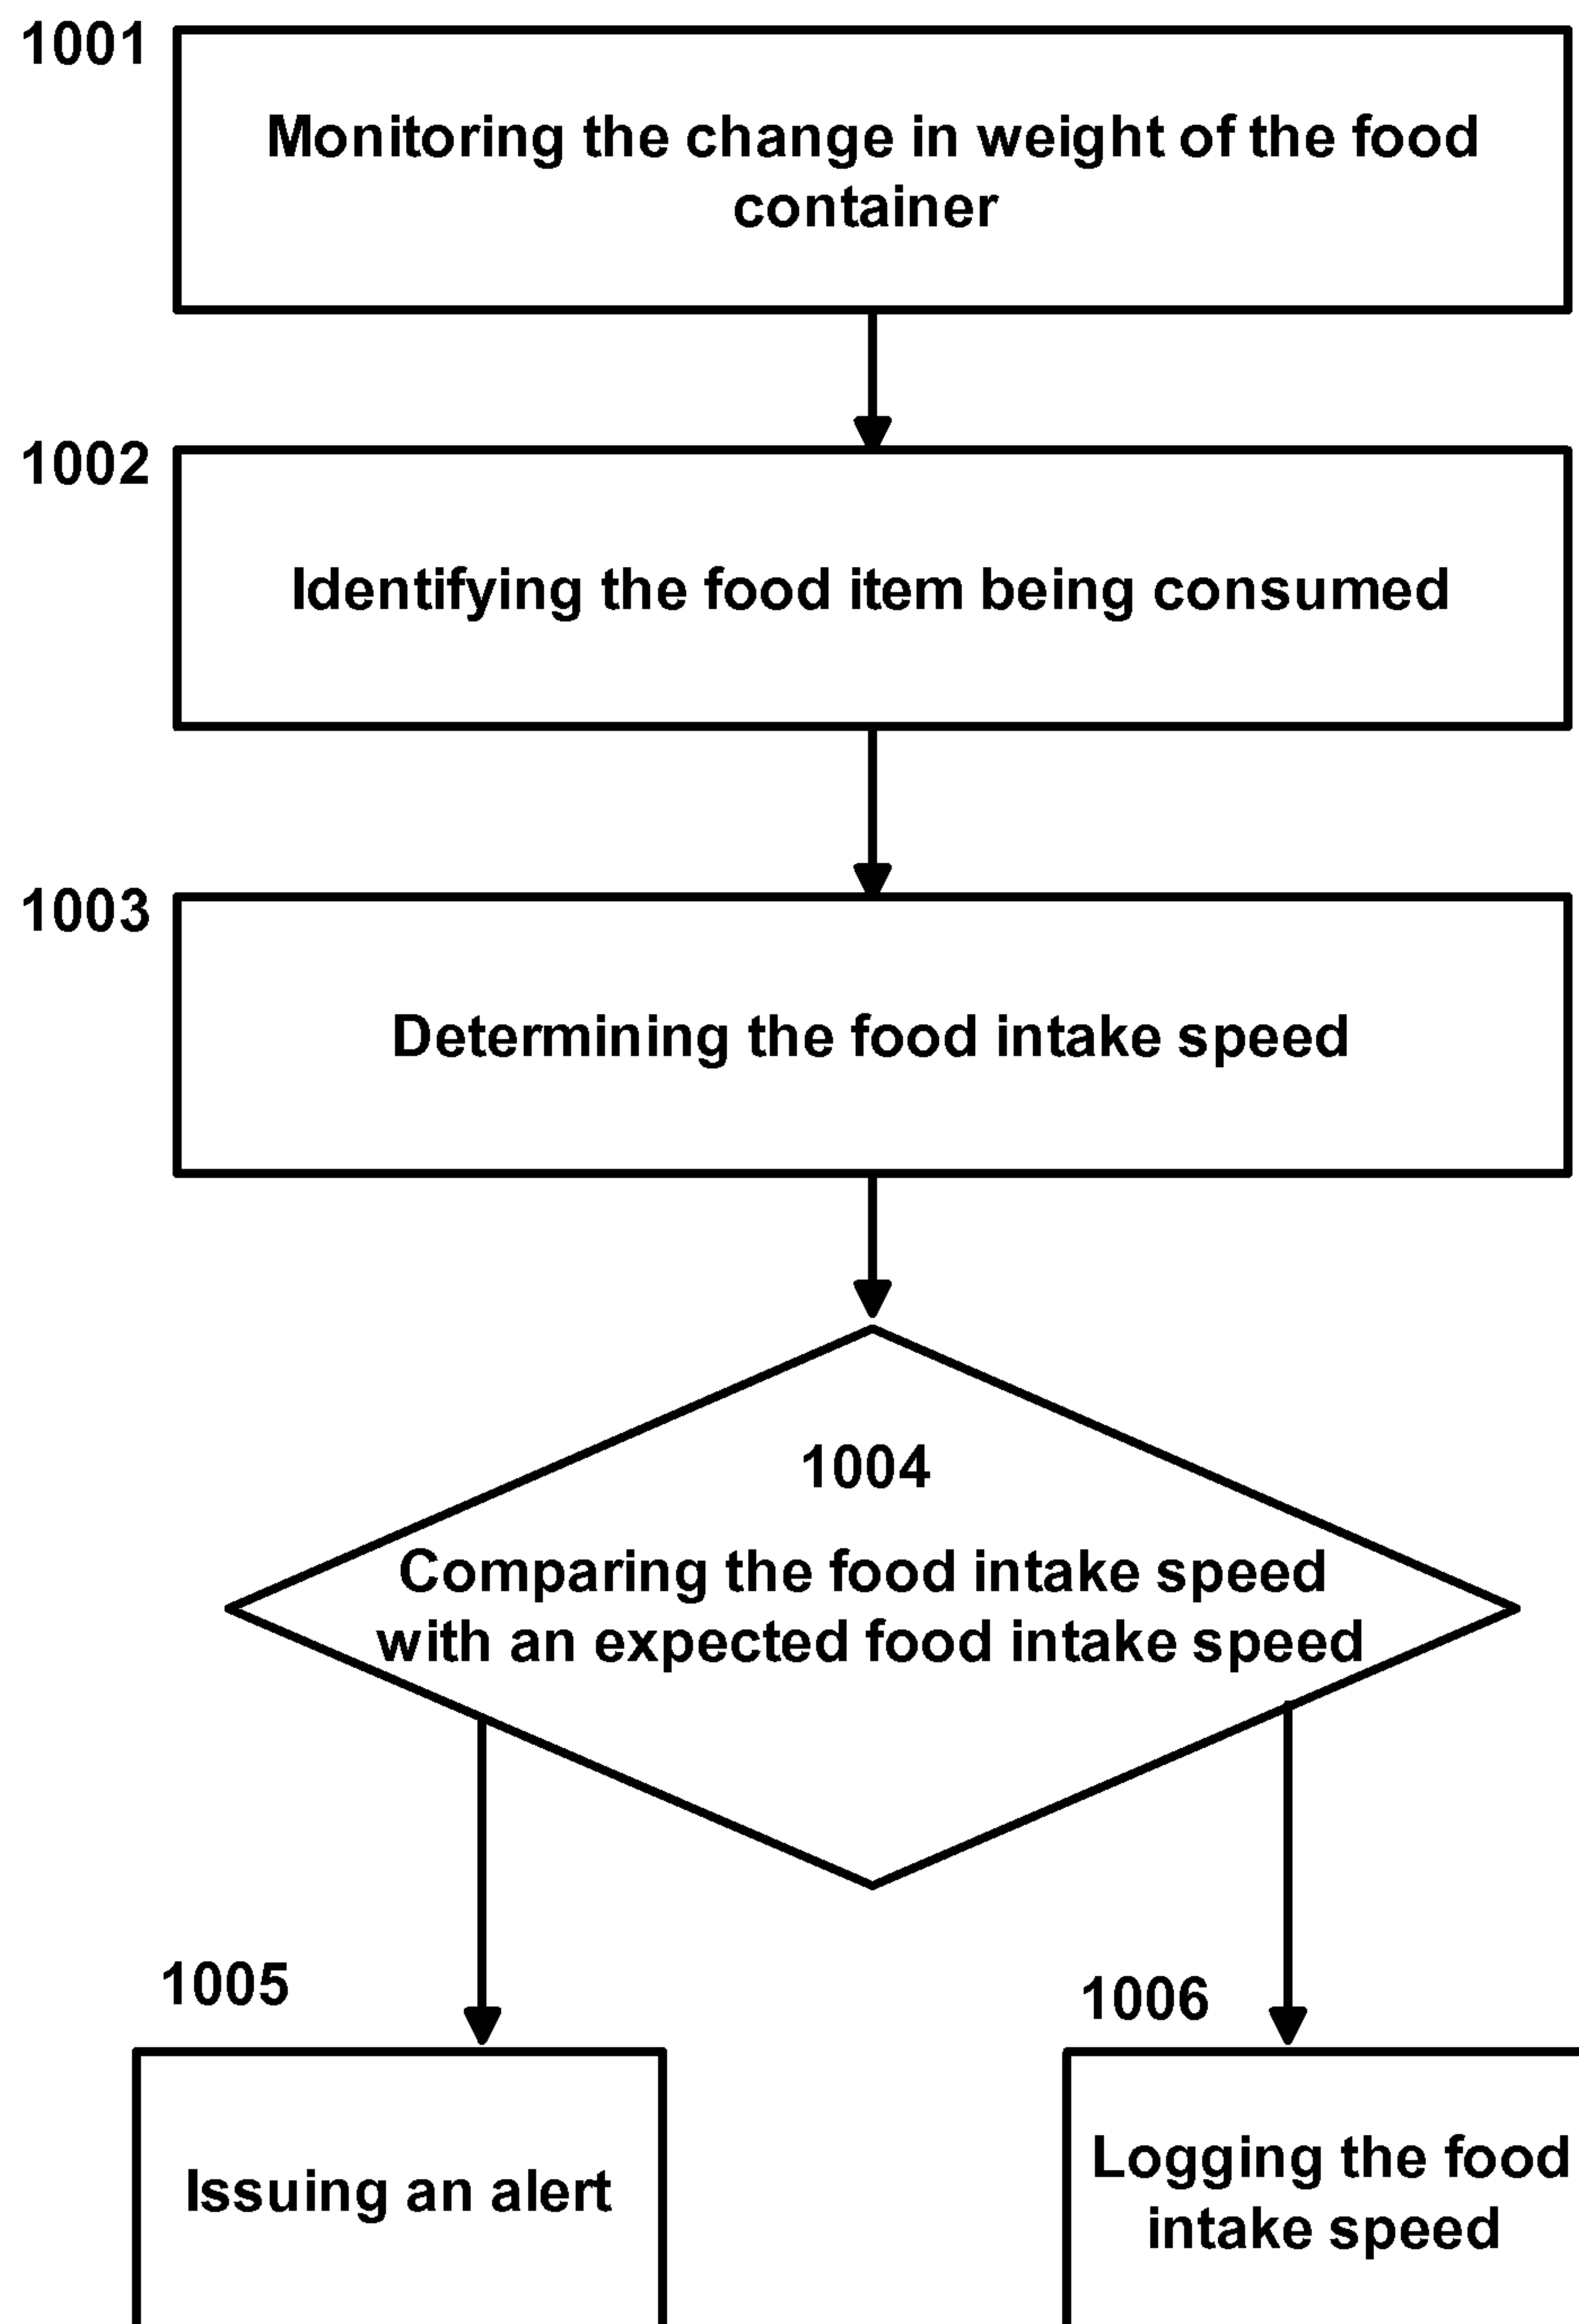 1001
Monitoring the change in weight of the food
container
1002
Identifying the food item being consumed
1003
Determining the food intake speed
1004
Comparing the food intake speed
with an expected food intake speed
1005
Issuing an alert
1006
Logging the food
intake speed